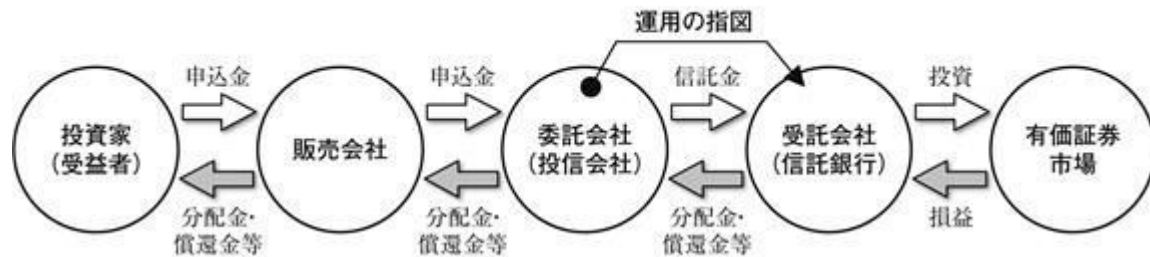 運用の指図
申込金
申込金
信託金
投資
投資家
（受益者）
販売会社
委託会社
（投信会社）
受託会社
（信託銀行）
有価証券
市場
分配金・
償還金等
分配金・
償還金等
分配金・
償還金等
損益